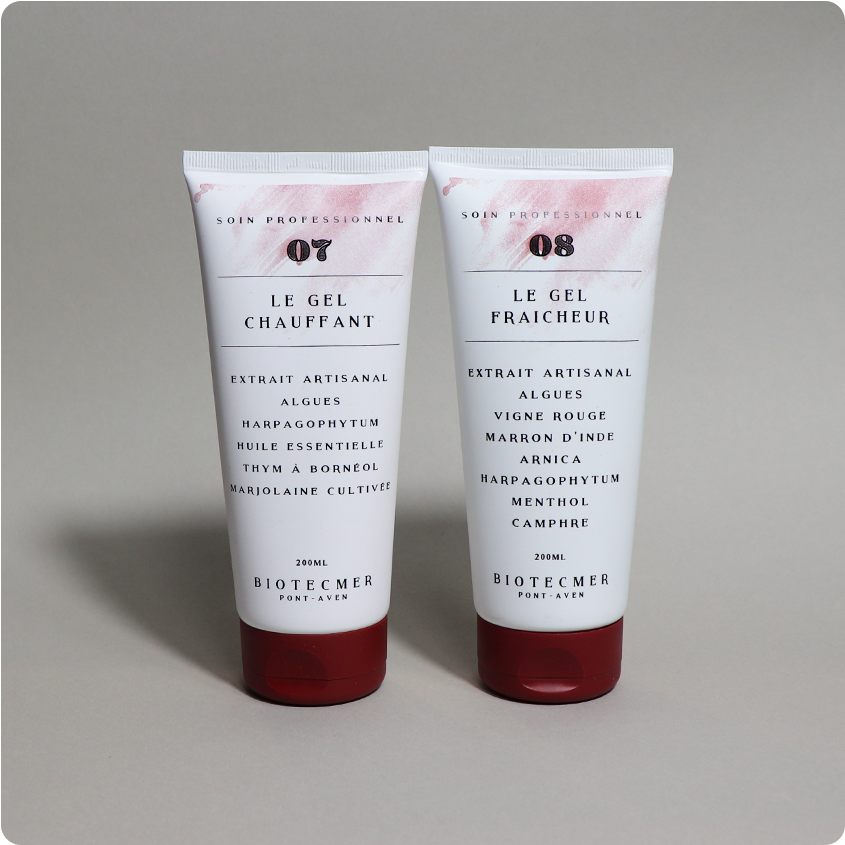 SOIN PROFESSIONNEL
07
LE GEL
CHAUFFANT
EXTRAIT ARTISANAL
ALGUES
HARPAGOPHYTUM
HUILE ESSENTIELLE
THYM À BORNÉOL
MARJOLAINE CULTIVÉE
200ML
BIOTECMER
PONT-AVEN
SOIN PROFESSIONNEL
08
LE GEL
FRAICHEUR
EXTRAIT ARTISANAL
ALGUES
VIGNE ROUGE
MARRON D'INDE
ARNICA
HARPAGOPHYTUM
MENTHOL
CAMPHRE
200ML
BIOTECMER
PONT-AVEN